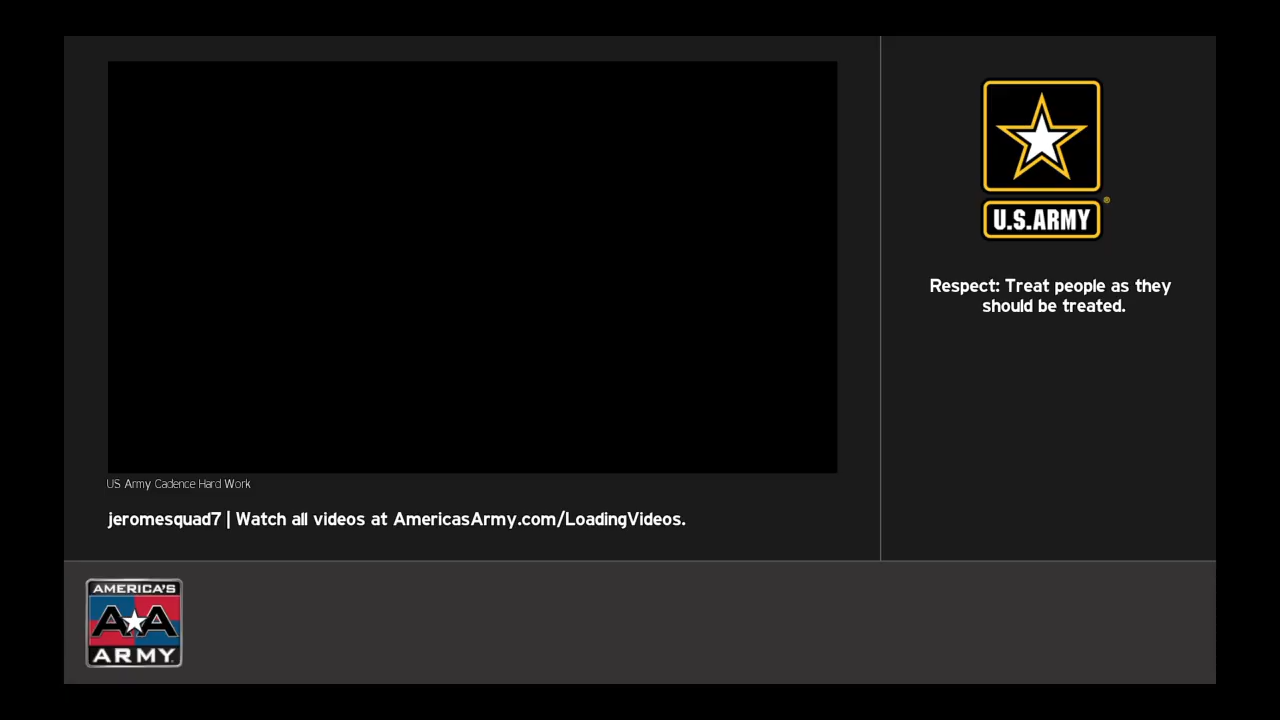 U.S.ARMY
®
Respect: Treat people as they
should be treated.
US Army Cadence Hard Work
jeromesquad7 | Watch all videos at AmericasArmy.com/LoadingVideos.
AMERICA'S
AA
ARMY.